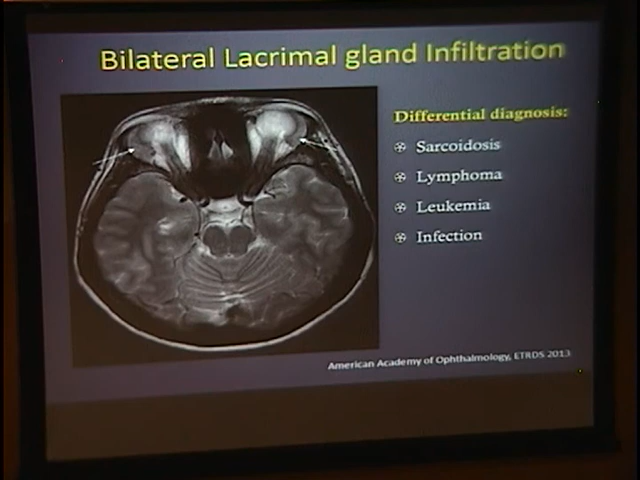 Bilateral Lacrimal gland Infiltration
Differential diagnosis:
Sarcoidosis
Lymphoma
Leukemia
Infection
American Academy of Ophthalmology, ETRDS 2013